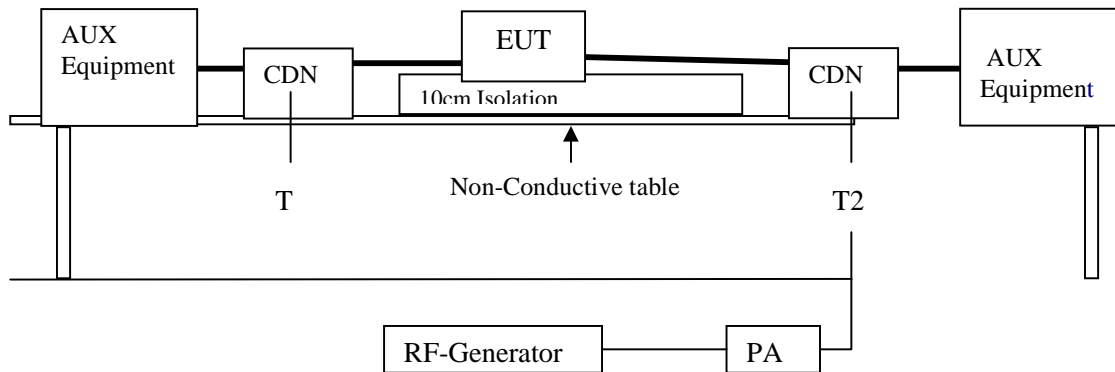 AUX
Equipment
CDN
EUT
CDN
AUX
Equipment
10cm Isolation
Non-Conductive table
T
T2
RF-Generator
PA